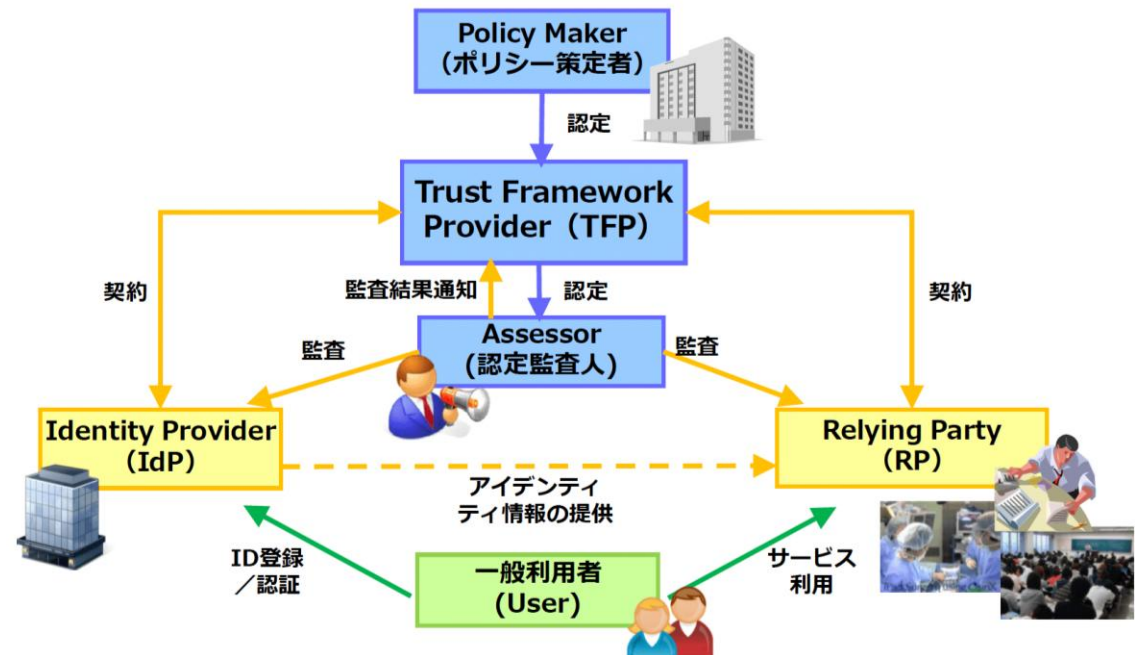 Policy Maker
（ポリシー策定者）
認定
Trust Framework
Provider（TFP）
契約
監査結果通知
認定
契約
Assessor
(認定監査人)
監査
監査
Identity Provider
（IdP）
Relying Party
（RP）
アイデンティ
ティ情報の提供
ID登録
／認証
一般利用者
(User)
サービス
利用